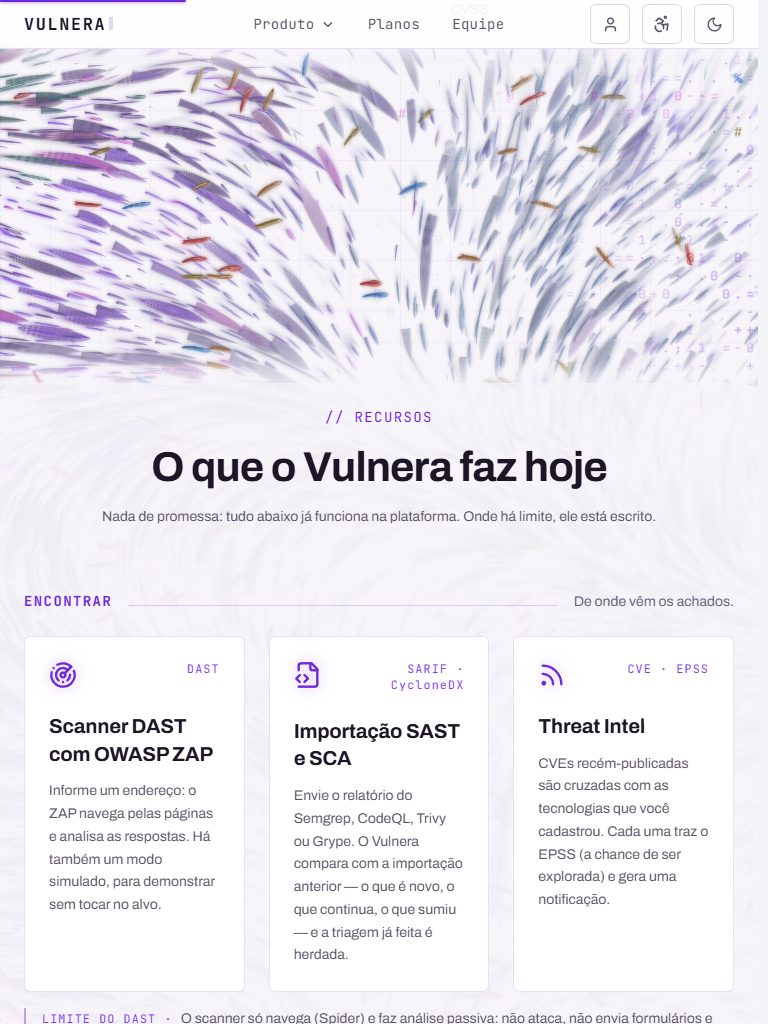 VULNERA
Produto
Planos
Equipe
// RECURSOS
O que o Vulnera faz hoje
Nada de promessa: tudo abaixo já funciona na plataforma. Onde há limite, ele está escrito.
ENCONTRAR
De onde vêm os achados.
DAST
Scanner DAST
com OWASP ZAP
Informe um endereço: o
ZAP navega pelas páginas
e analisa as respostas. Há
também um modo
simulado, para demonstrar
sem tocar no alvo.
SARIF ·
CycloneDX
Importação SAST
e SCA
Envie o relatório do
Semgrep, CodeQL, Trivy
ou Grype. O Vulnera
compara com a importação
anterior — o que é novo, o
que continua, o que sumiu
— e a triagem já feita é
herdada.
CVE · EPSS
Threat Intel
CVEs recém-publicadas
são cruzadas com as
tecnologias que você
cadastrou. Cada uma traz o
EPSS (a chance de ser
explorada) e gera uma
notificação.
LIMITE DO DAST · O scanner só navega (Spider) e faz análise passiva: não ataca, não envia formulários e